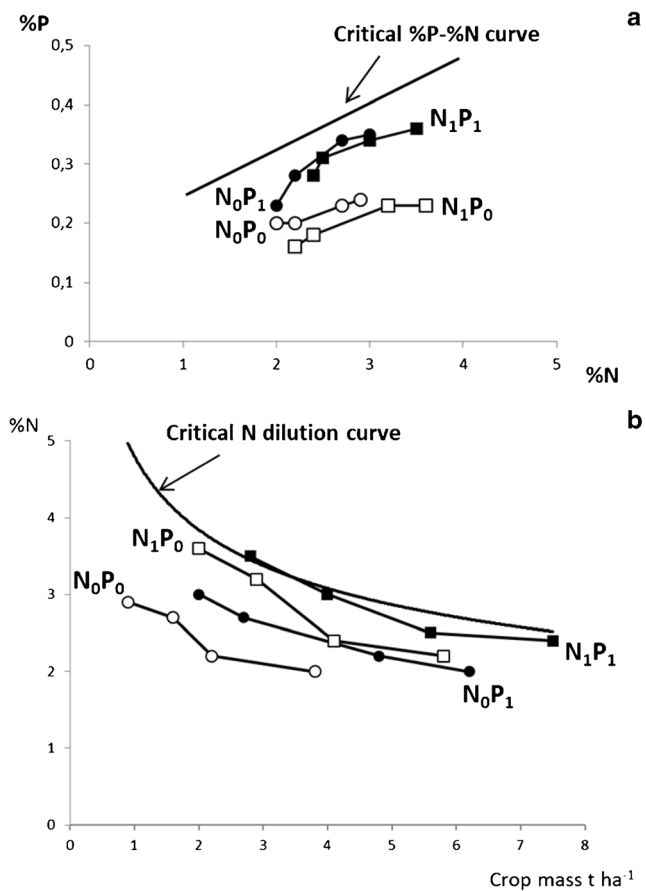 %P
a
0,5
Critical %P-%N curve
0,4
N₁P₁
0,3
N₀P₁
0,2
N₀P₀
N₁P₀
0,1
0
0 1 2 3 4 5
%N
%N
b
5
Critical N dilution curve
4
N₁P₀
N₀P₀
3
N₁P₁
2
N₀P₁
1
0
0 1 2 3 4 5 6 7 8
Crop mass t ha⁻¹